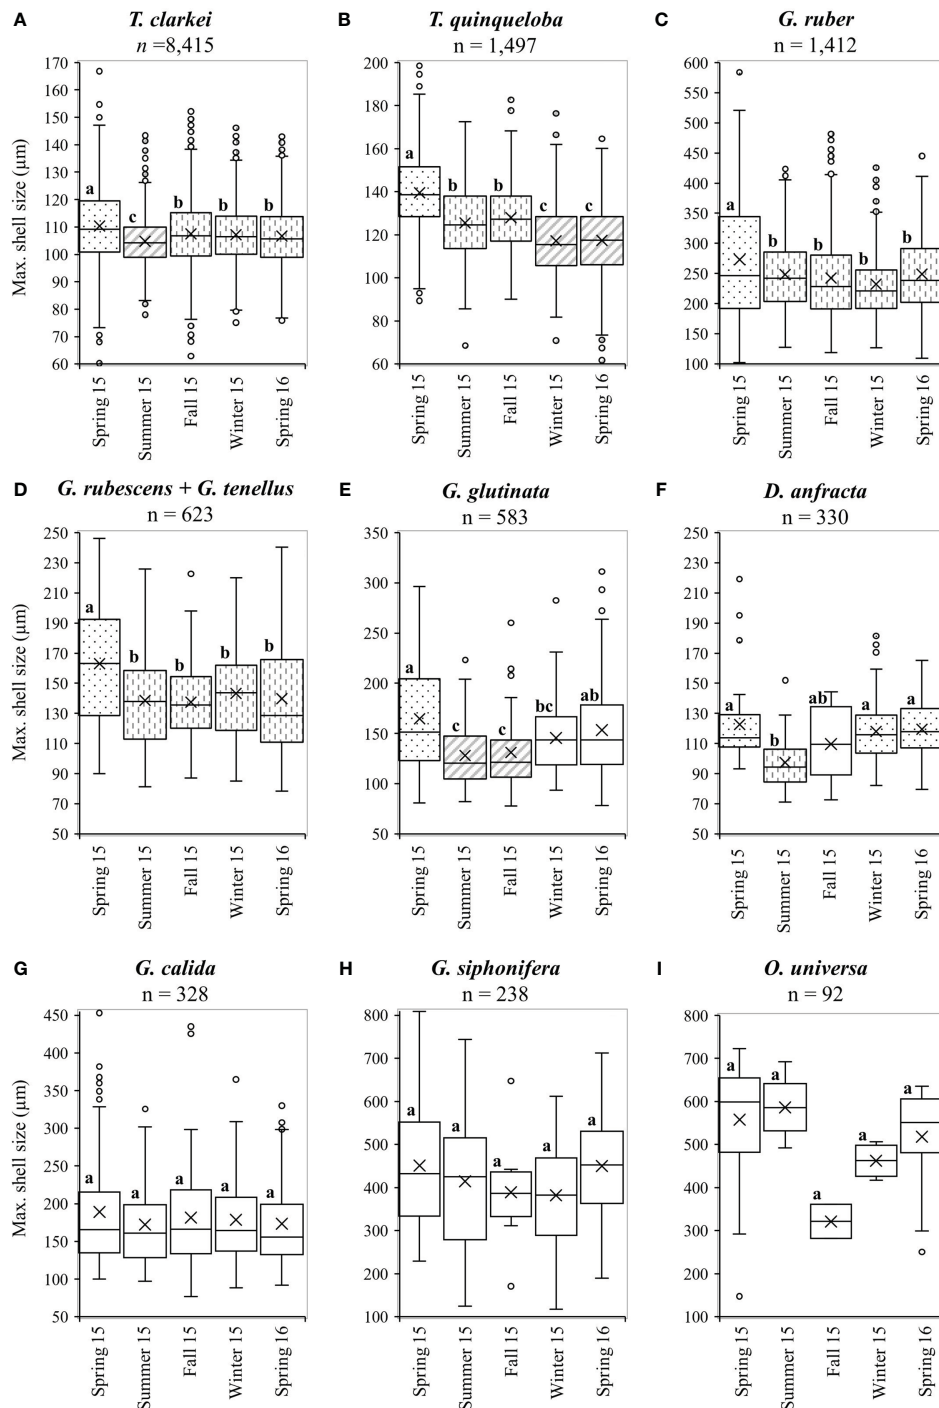 A T. clarkei
n =8,415
B T. quinqueloba
n = 1,497
C G. ruber
n = 1,412
Max. shell size (µm)
170
160
150
140
130
120
110
100
90
80
70
60
a
c
b
b
b
Spring 15
Summer 15
Fall 15
Winter 15
Spring 16
200
180
160
140
120
100
80
60
a
b
b
c
c
Spring 15
Summer 15
Fall 15
Winter 15
Spring 16
600
550
500
450
400
350
300
250
200
150
100
a
b
b
b
b
Spring 15
Summer 15
Fall 15
Winter 15
Spring 16
D G. rubescens + G. tenellus
n = 623
E G. glutinata
n = 583
F D. anfracta
n = 330
Max. shell size (µm)
250
230
210
190
170
150
130
110
90
70
50
a
b
b
b
b
Spring 15
Summer 15
Fall 15
Winter 15
Spring 16
350
300
250
200
150
100
50
a
c
c
bc
ab
Spring 15
Summer 15
Fall 15
Winter 15
Spring 16
250
230
210
190
170
150
130
110
90
70
50
a
b
ab
a
a
Spring 15
Summer 15
Fall 15
Winter 15
Spring 16
G G. calida
n = 328
H G. siphonifera
n = 238
I O. universa
n = 92
Max. shell size (µm)
450
400
350
300
250
200
150
100
50
a
a
a
a
a
Spring 15
Summer 15
Fall 15
Winter 15
Spring 16
800
700
600
500
400
300
200
100
a
a
a
a
a
Spring 15
Summer 15
Fall 15
Winter 15
Spring 16
800
700
600
500
400
300
200
100
a
a
a
a
a
Spring 15
Summer 15
Fall 15
Winter 15
Spring 16